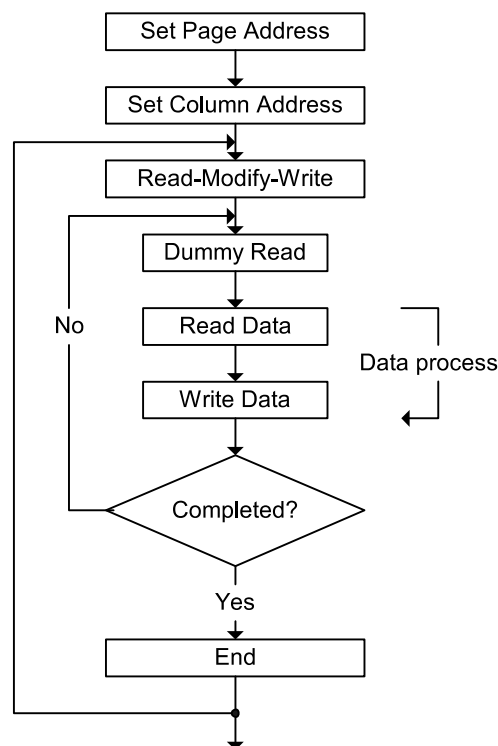 Set Page Address
Set Column Address
Read-Modify-Write
Dummy Read
No
Read Data
Data process
Write Data
Completed?
Yes
End